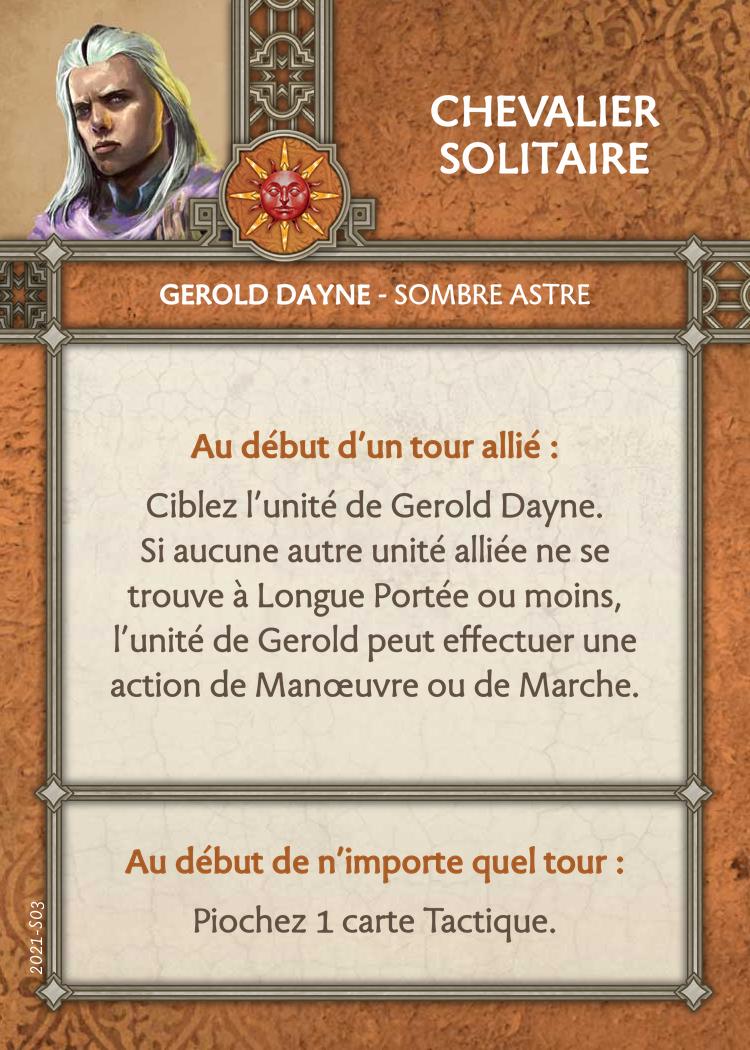 CHEVALIER
SOLITAIRE
GEROLD DAYNE - SOMBRE ASTRE
Au début d'un tour allié :
Ciblez l'unité de Gerold Dayne.
Si aucune autre unité alliée ne se
trouve à Longue Portée ou moins,
l'unité de Gerold peut effectuer une
action de Manœuvre ou de Marche.
Au début de n'importe quel tour :
Piochez 1 carte Tactique.
2021-S03